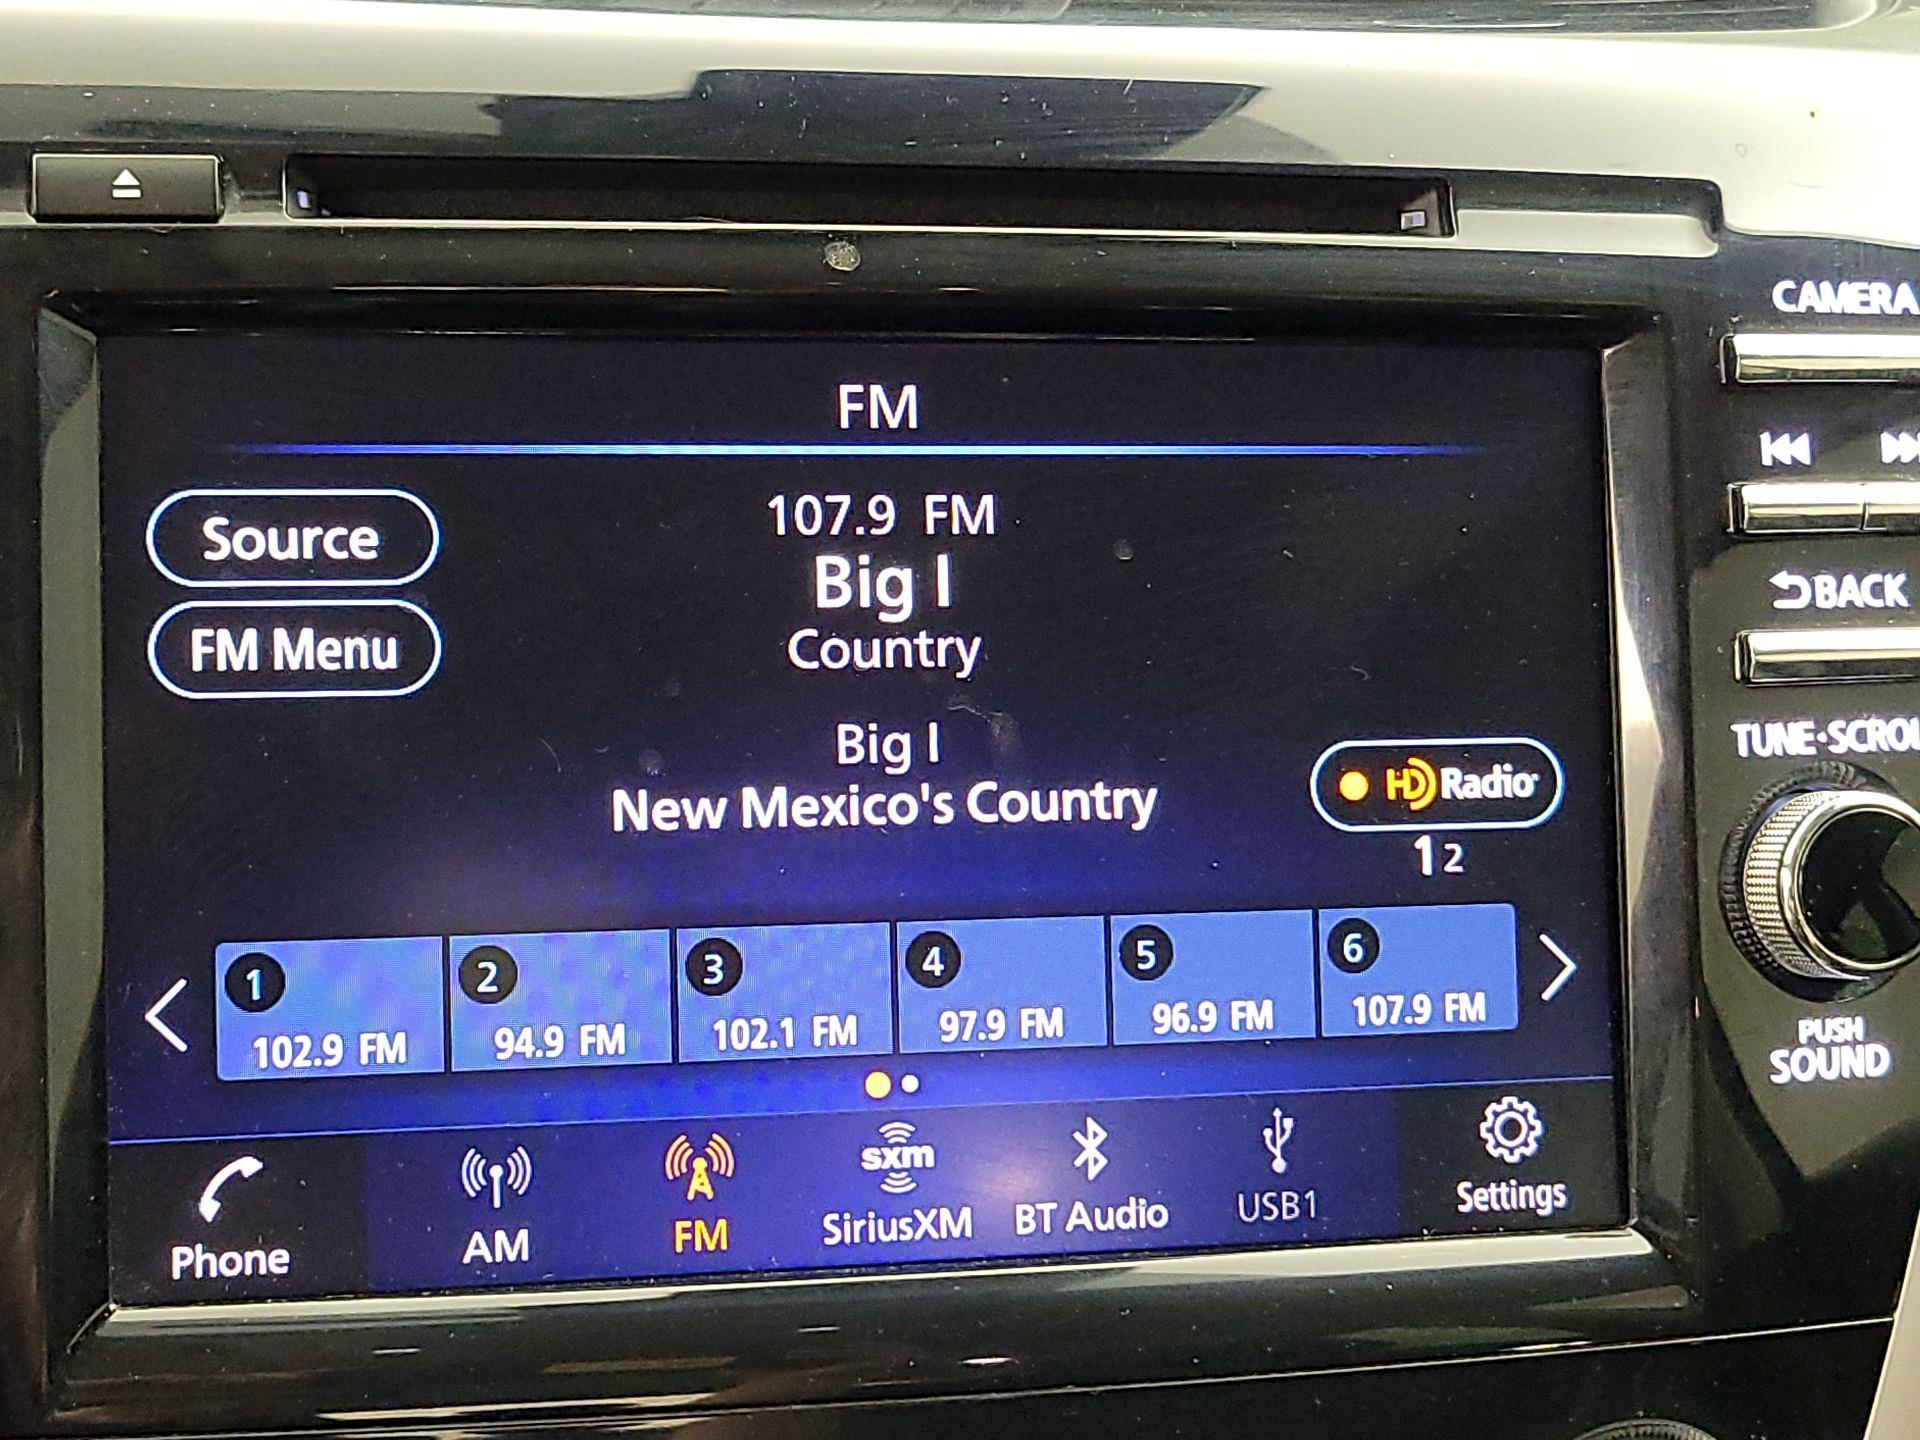 CAMERA
FM
Source
107.9 FM
Big I
Country
FM Menu
BACK
Big I
New Mexico's Country
HD Radio
1 2
TUNE·SCROL
1
102.9 FM
2
94.9 FM
3
102.1 FM
4
97.9 FM
5
96.9 FM
6
107.9 FM
PUSH
SOUND
Phone
AM
FM
sxm
SiriusXM
BT Audio
USB1
Settings